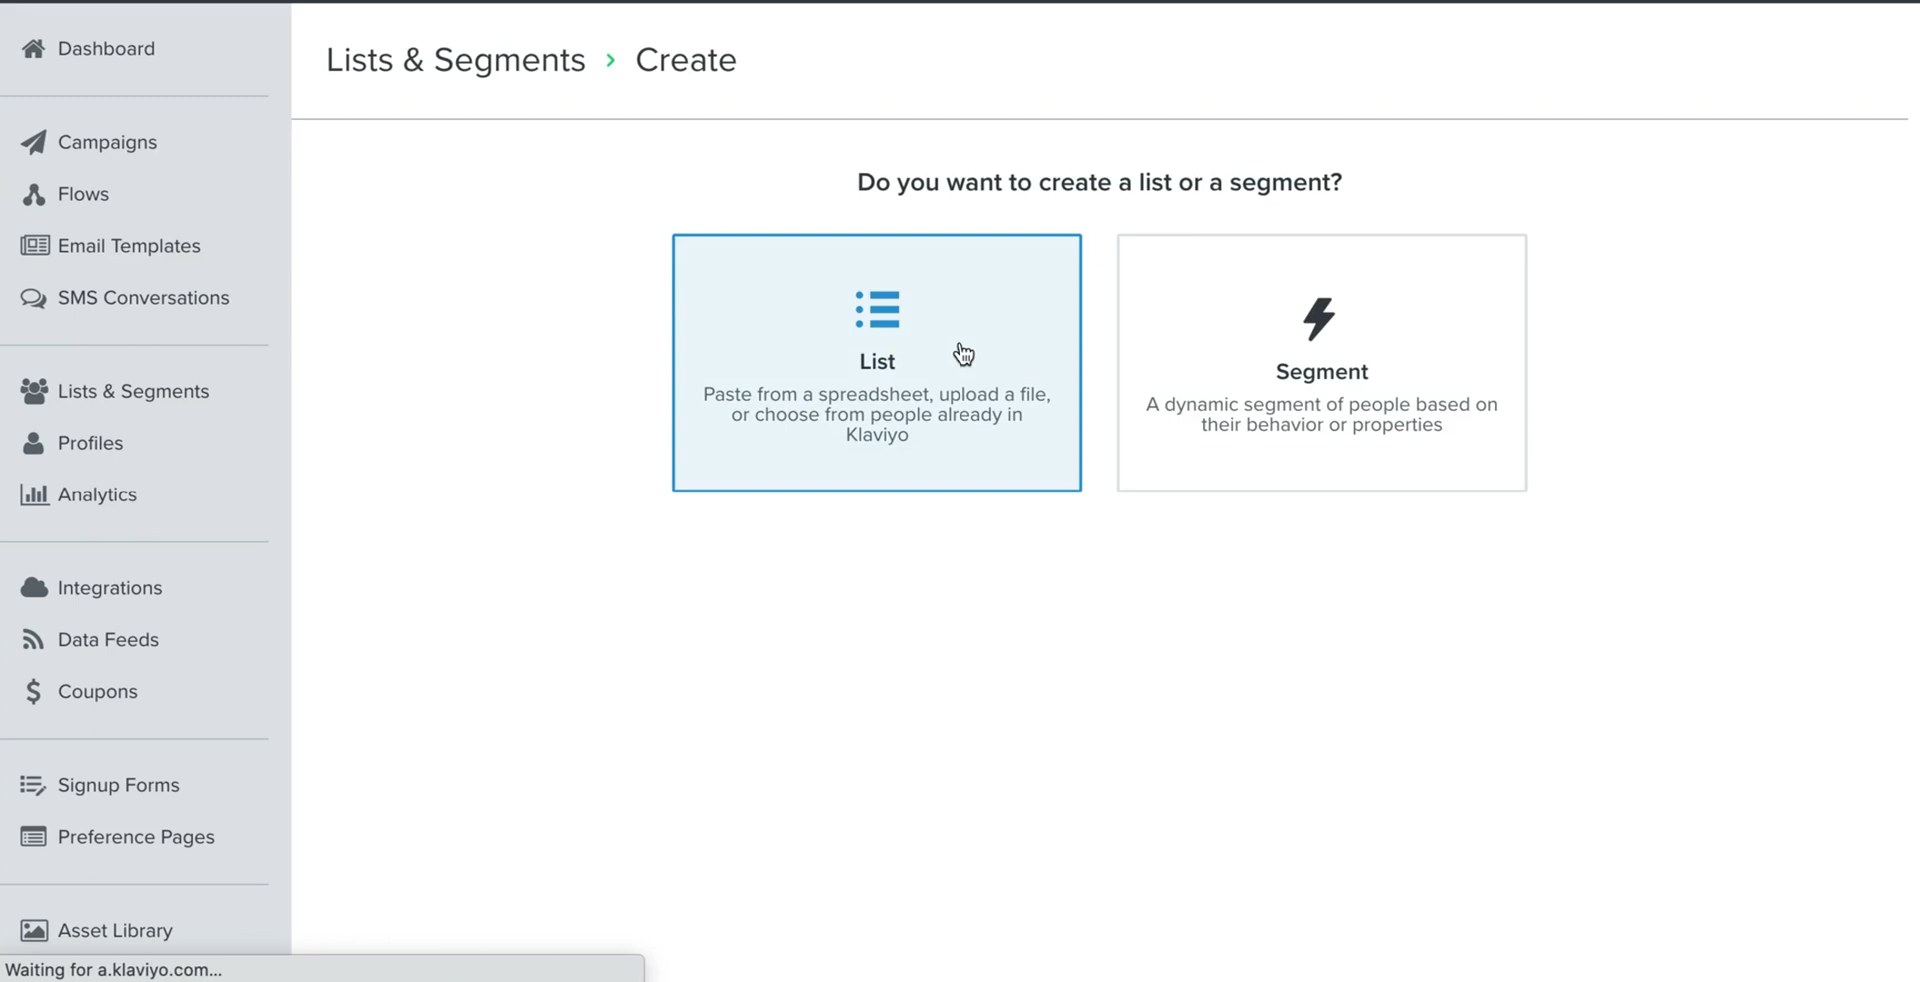 Dashboard
Campaigns
Flows
Email Templates
SMS Conversations
Lists & Segments
Profiles
Analytics
Integrations
Data Feeds
Coupons
Signup Forms
Preference Pages
Asset Library
Waiting for a.klaviyo.com...
Lists & Segments › Create
Do you want to create a list or a segment?
List
Paste from a spreadsheet, upload a file,
or choose from people already in
Klaviyo
Segment
A dynamic segment of people based on
their behavior or properties